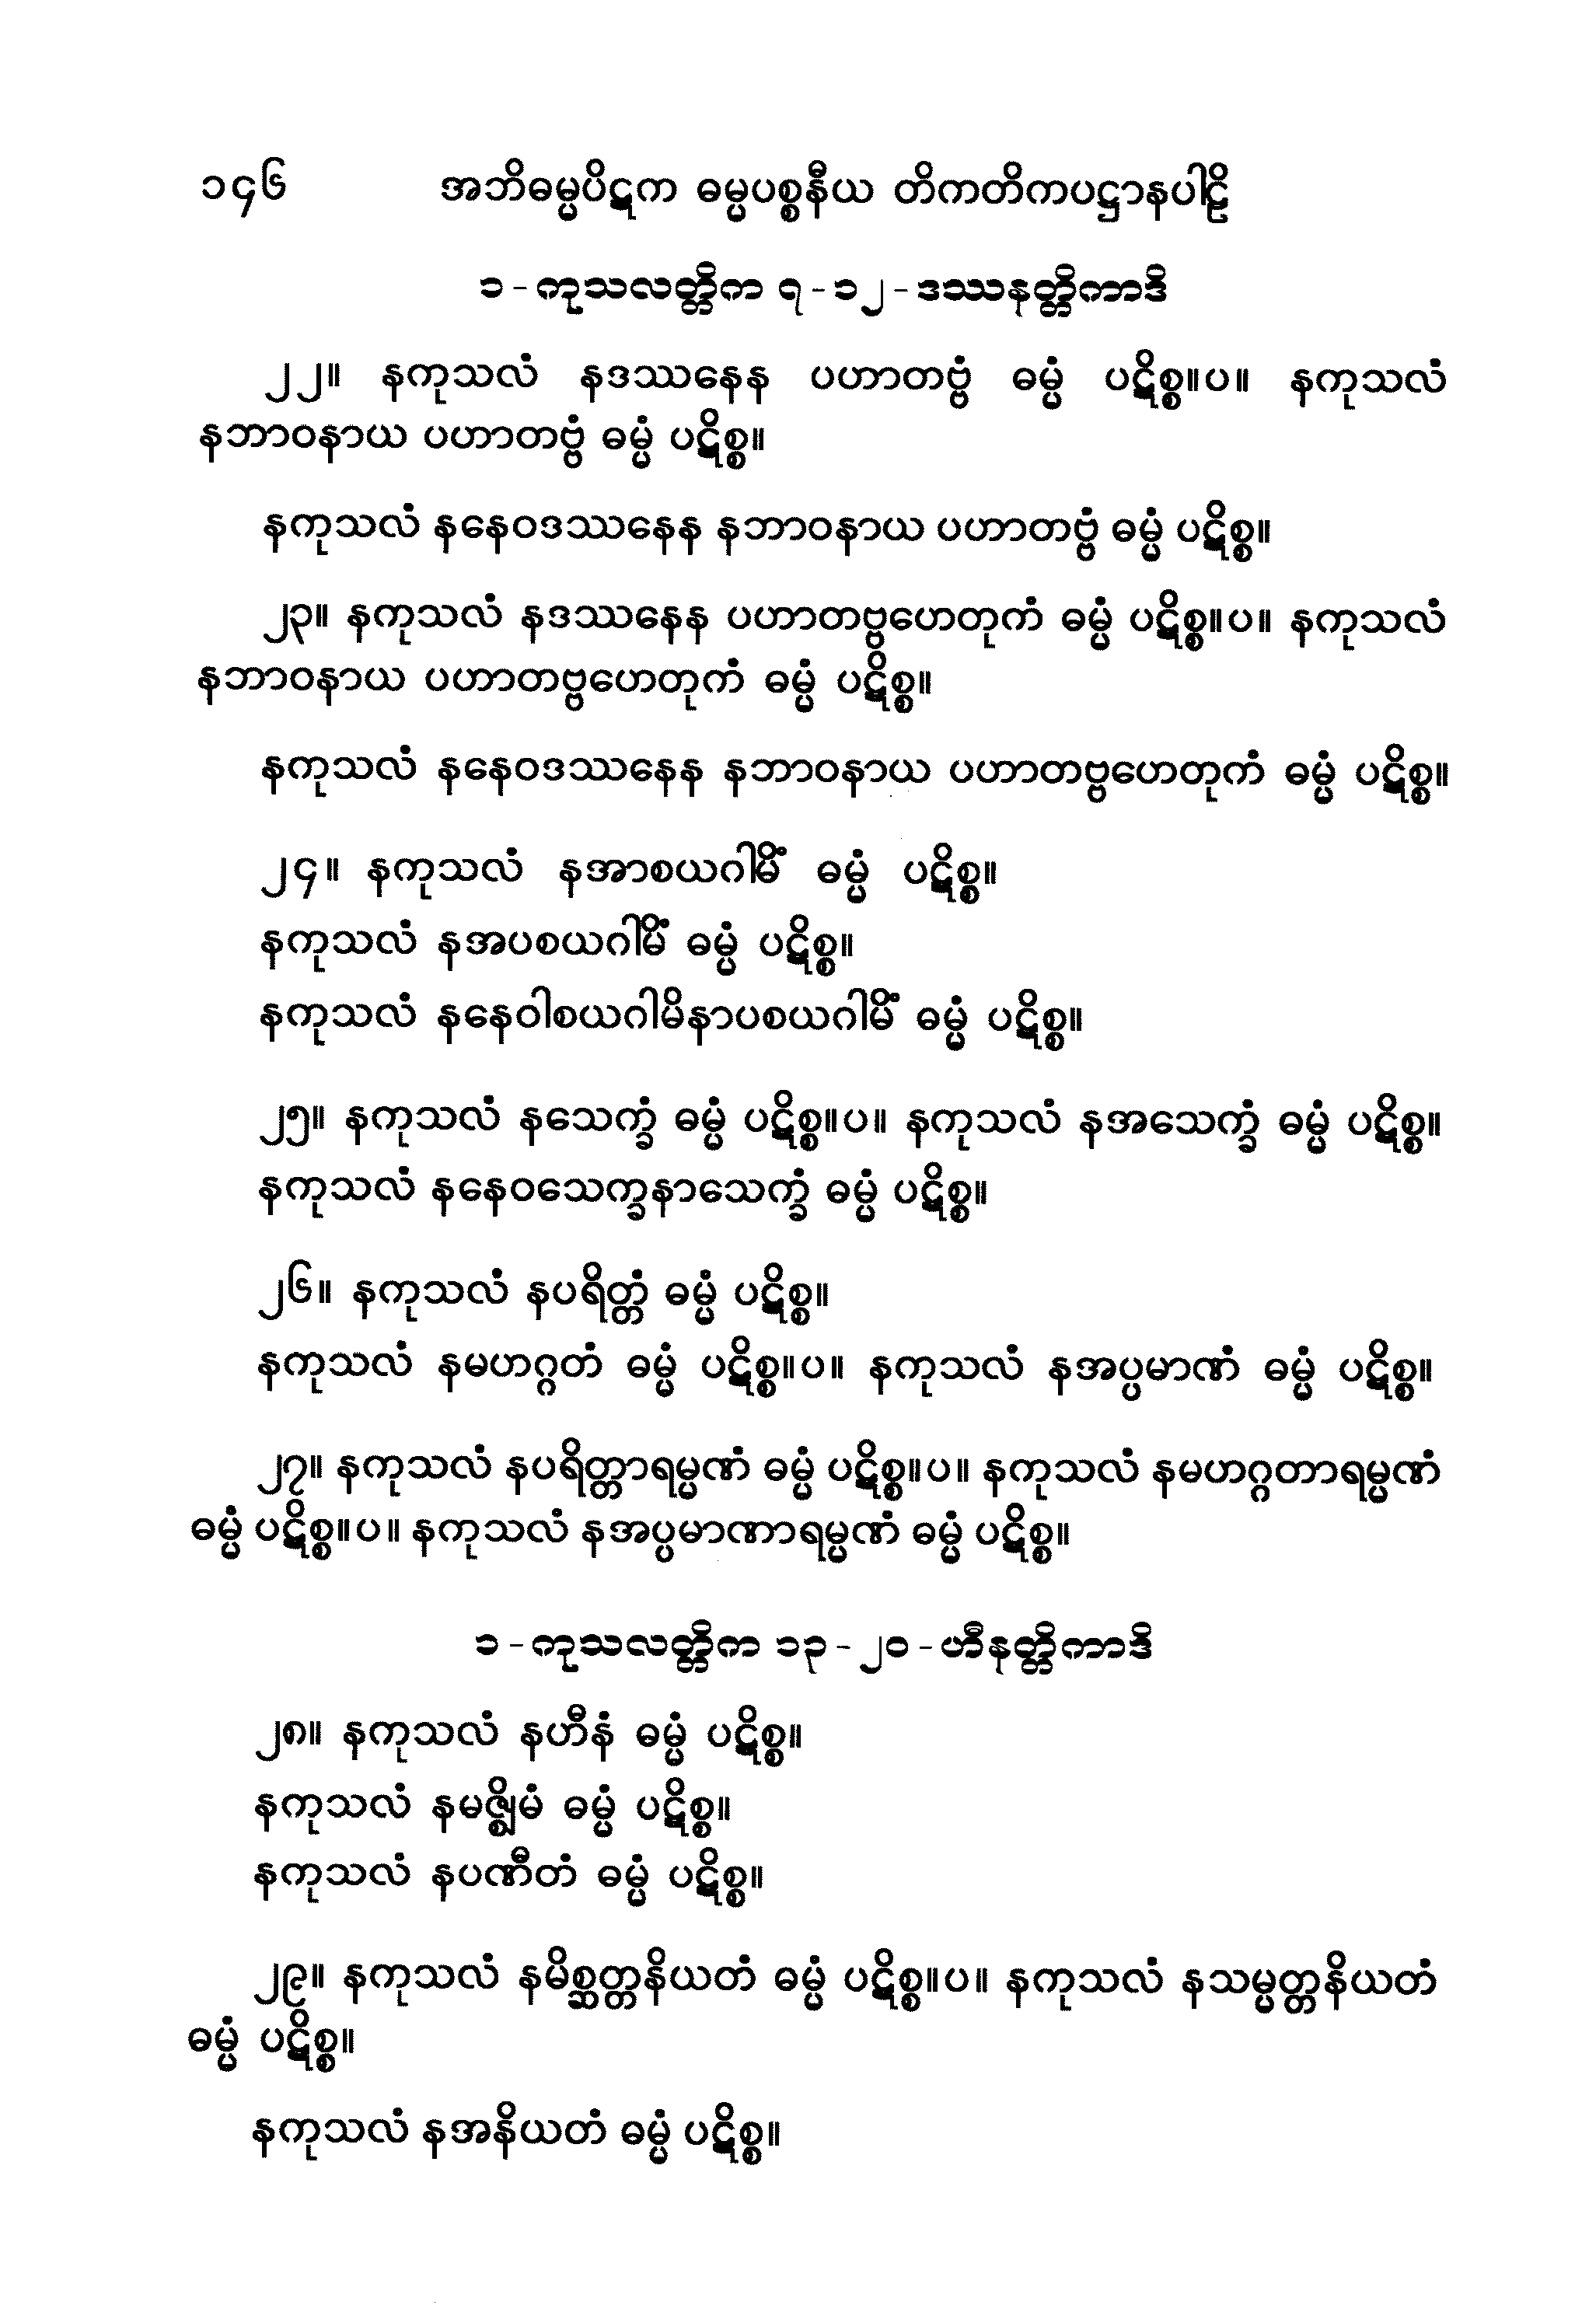 ၁၄၆ အဘိဓမ္မပိဋက ဓမ္မပစ္စနီယ တိကတိကပဋ္ဌာနပါဠိ
၁-ကုသလတ္တိက ၇-၁၂-ဒဿနတ္တိကာဒိ
၂၂။ နကုသလံ နဒဿနေန ပဟာတဗ္ဗံ ဓမ္မံ ပဋိစ္စ။ပ။ နကုသလံ
နဘာဝနာယ ပဟာတဗ္ဗံ ဓမ္မံ ပဋိစ္စ။
နကုသလံ နနေဝဒဿနေန နဘာဝနာယ ပဟာတဗ္ဗံ ဓမ္မံ ပဋိစ္စ။
၂၃။ နကုသလံ နဒဿနေန ပဟာတဗ္ဗဟေတုကံ ဓမ္မံ ပဋိစ္စ။ပ။ နကုသလံ
နဘာဝနာယ ပဟာတဗ္ဗဟေတုကံ ဓမ္မံ ပဋိစ္စ။
နကုသလံ နနေဝဒဿနေန နဘာဝနာယ ပဟာတဗ္ဗဟေတုကံ ဓမ္မံ ပဋိစ္စ။
၂၄။ နကုသလံ နအာစယဂါမိံ ဓမ္မံ ပဋိစ္စ။
နကုသလံ နအပစယဂါမိံ ဓမ္မံ ပဋိစ္စ။
နကုသလံ နနေဝါစယဂါမိနာပစယဂါမိံ ဓမ္မံ ပဋိစ္စ။
၂၅။ နကုသလံ နသေက္ခံ ဓမ္မံ ပဋိစ္စ။ပ။ နကုသလံ နအသေက္ခံ ဓမ္မံ ပဋိစ္စ။
နကုသလံ နနေဝသေက္ခနာသေက္ခံ ဓမ္မံ ပဋိစ္စ။
၂၆။ နကုသလံ နပရိတ္တံ ဓမ္မံ ပဋိစ္စ။
နကုသလံ နမဟဂ္ဂတံ ဓမ္မံ ပဋိစ္စ။ပ။ နကုသလံ နအပ္ပမာဏံ ဓမ္မံ ပဋိစ္စ။
၂၇။ နကုသလံ နပရိတ္တာရမ္မဏံ ဓမ္မံ ပဋိစ္စ။ပ။ နကုသလံ နမဟဂ္ဂတာရမ္မဏံ
ဓမ္မံ ပဋိစ္စ။ပ။ နကုသလံ နအပ္ပမာဏာရမ္မဏံ ဓမ္မံ ပဋိစ္စ။
၁-ကုသလတ္တိက ၁၃-၂၀-ဟီနတ္တိကာဒိ
၂၈။ နကုသလံ နဟီနံ ဓမ္မံ ပဋိစ္စ။
နကုသလံ နမဇ္ဈိမံ ဓမ္မံ ပဋိစ္စ။
နကုသလံ နပဏီတံ ဓမ္မံ ပဋိစ္စ။
၂၉။ နကုသလံ နမိစ္ဆတ္တနိယတံ ဓမ္မံ ပဋိစ္စ။ပ။ နကုသလံ နသမ္မတ္တနိယတံ
ဓမ္မံ ပဋိစ္စ။
နကုသလံ နအနိယတံ ဓမ္မံ ပဋိစ္စ။